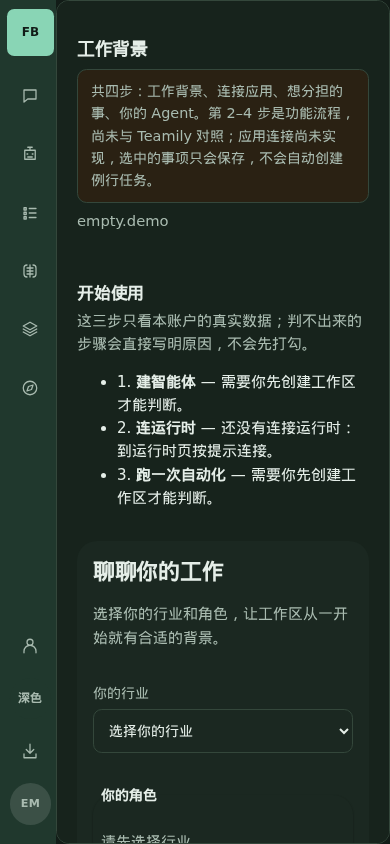 FB
工作背景
共四步：工作背景、连接应用、想分担的
事、你的 Agent。第 2–4 步是功能流程，
尚未与 Teamily 对照；应用连接尚未实
现，选中的事项只会保存，不会自动创建
例行任务。
empty.demo
开始使用
这三步只看本账户的真实数据；判不出来的
步骤会直接写明原因，不会先打勾。
1. 建智能体 — 需要你先创建工作区
才能判断。
2. 连运行时 — 还没有连接运行时：
到运行时页按提示连接。
3. 跑一次自动化 — 需要你先创建工
作区才能判断。
聊聊你的工作
选择你的行业和角色，让工作区从一开
始就有合适的背景。
你的行业
选择你的行业
你的角色
请先选择行业
深色
EM